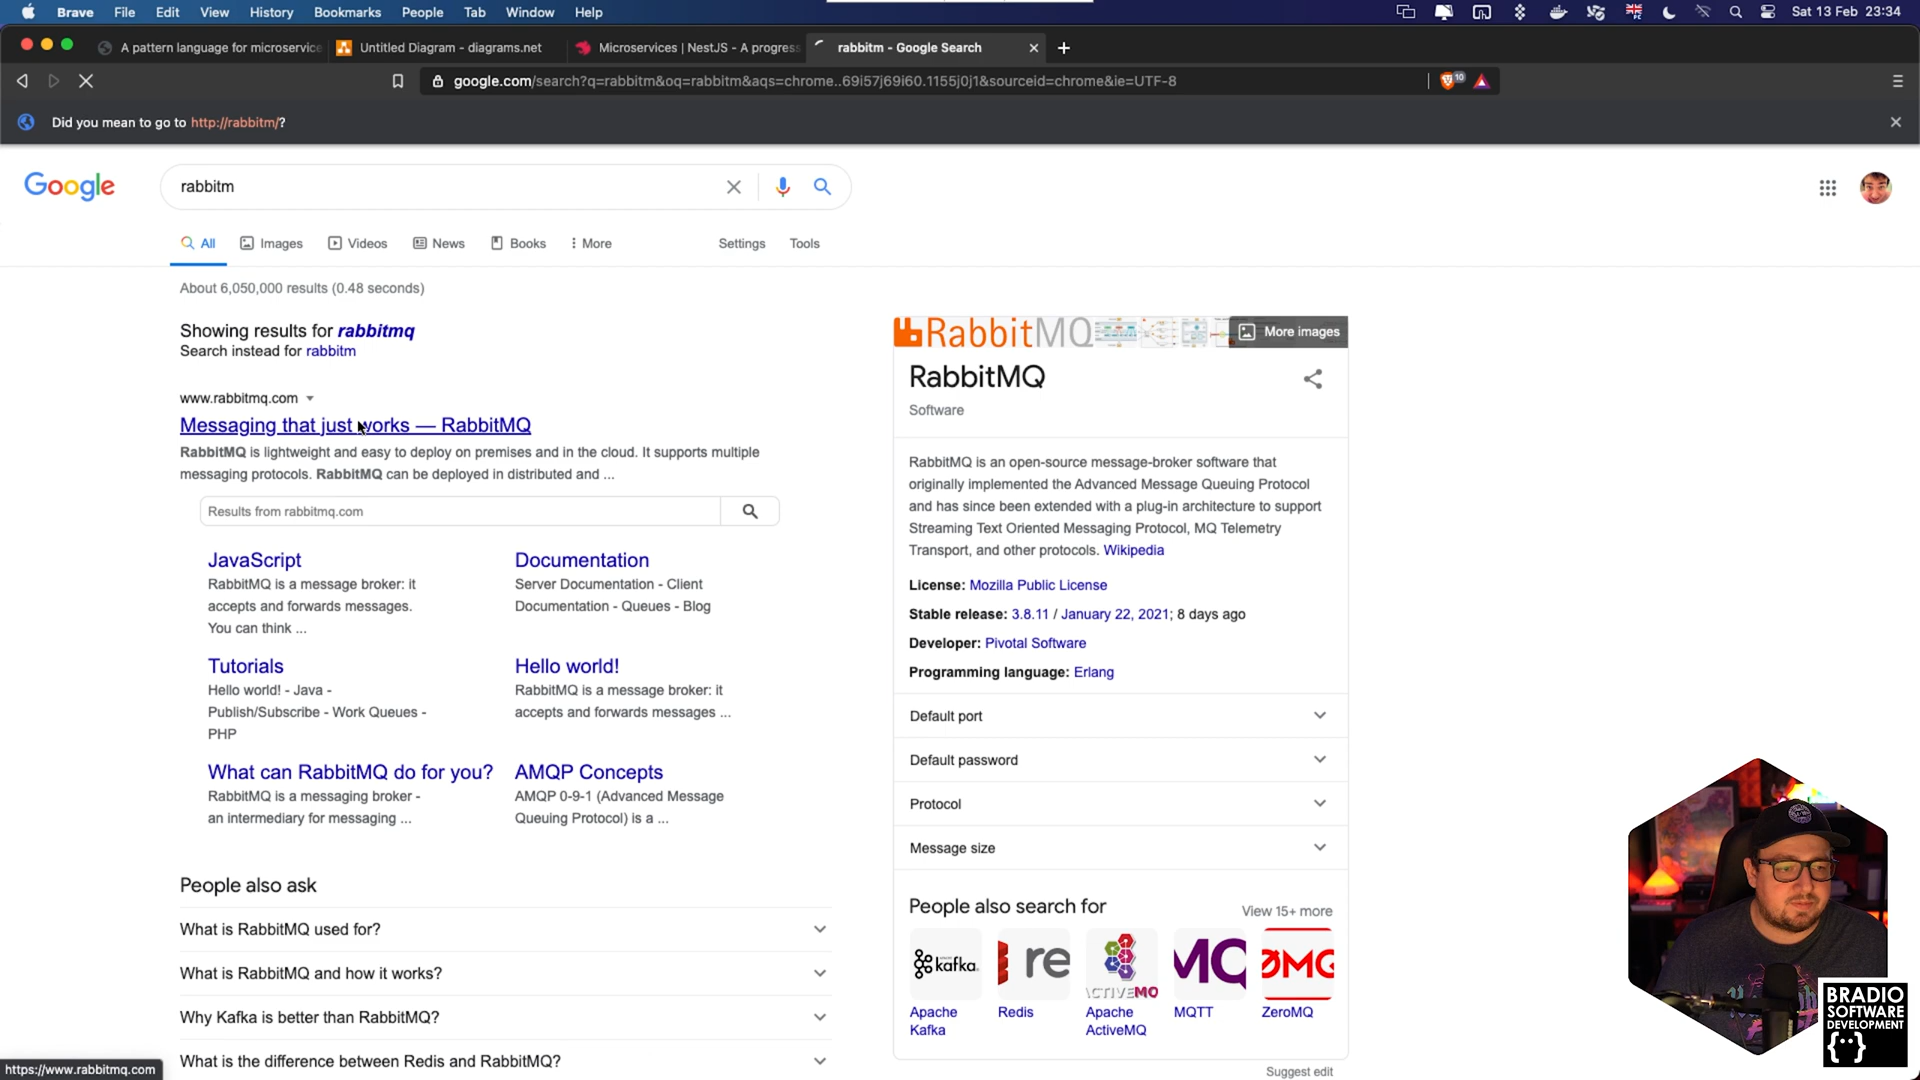 Brave File Edit View History Bookmarks People Tab Window Help
Sat 13 Feb 23:34
A pattern language for microservice
Untitled Diagram - diagrams.net
Microservices | NestJS - A progress
rabbitm - Google Search
google.com/search?q=rabbitm&oq=rabbitm&aqs=chrome..69i57j69i60.1155j0j1&sourceid=chrome&ie=UTF-8
10
Did you mean to go to http://rabbitm/?
Google
rabbitm
All Images Videos News Books More Settings Tools
About 6,050,000 results (0.48 seconds)
Showing results for rabbitmq
Search instead for rabbitm
www.rabbitmq.com
Messaging that just works — RabbitMQ
RabbitMQ is lightweight and easy to deploy on premises and in the cloud. It supports multiple
messaging protocols. RabbitMQ can be deployed in distributed and ...
Results from rabbitmq.com
JavaScript
RabbitMQ is a message broker: it
accepts and forwards messages.
You can think ...
Documentation
Server Documentation - Client
Documentation - Queues - Blog
Tutorials
Hello world! - Java -
Publish/Subscribe - Work Queues -
PHP
Hello world!
RabbitMQ is a message broker: it
accepts and forwards messages ...
What can RabbitMQ do for you?
RabbitMQ is a messaging broker -
an intermediary for messaging ...
AMQP Concepts
AMQP 0-9-1 (Advanced Message
Queuing Protocol) is a ...
People also ask
What is RabbitMQ used for?
What is RabbitMQ and how it works?
Why Kafka is better than RabbitMQ?
What is the difference between Redis and RabbitMQ?
https://www.rabbitmq.com
RabbitMQ
More images
RabbitMQ
Software
RabbitMQ is an open-source message-broker software that
originally implemented the Advanced Message Queuing Protocol
and has since been extended with a plug-in architecture to support
Streaming Text Oriented Messaging Protocol, MQ Telemetry
Transport, and other protocols. Wikipedia
License: Mozilla Public License
Stable release: 3.8.11 / January 22, 2021; 8 days ago
Developer: Pivotal Software
Programming language: Erlang
Default port
Default password
Protocol
Message size
People also search for
View 15+ more
kafka
re
ACTIVEMQ
MQ
ØMQ
Apache
Kafka
Redis
Apache
ActiveMQ
MQTT
ZeroMQ
Suggest edit
BRADIO
SOFTWARE
DEVELOPMENT
{··}